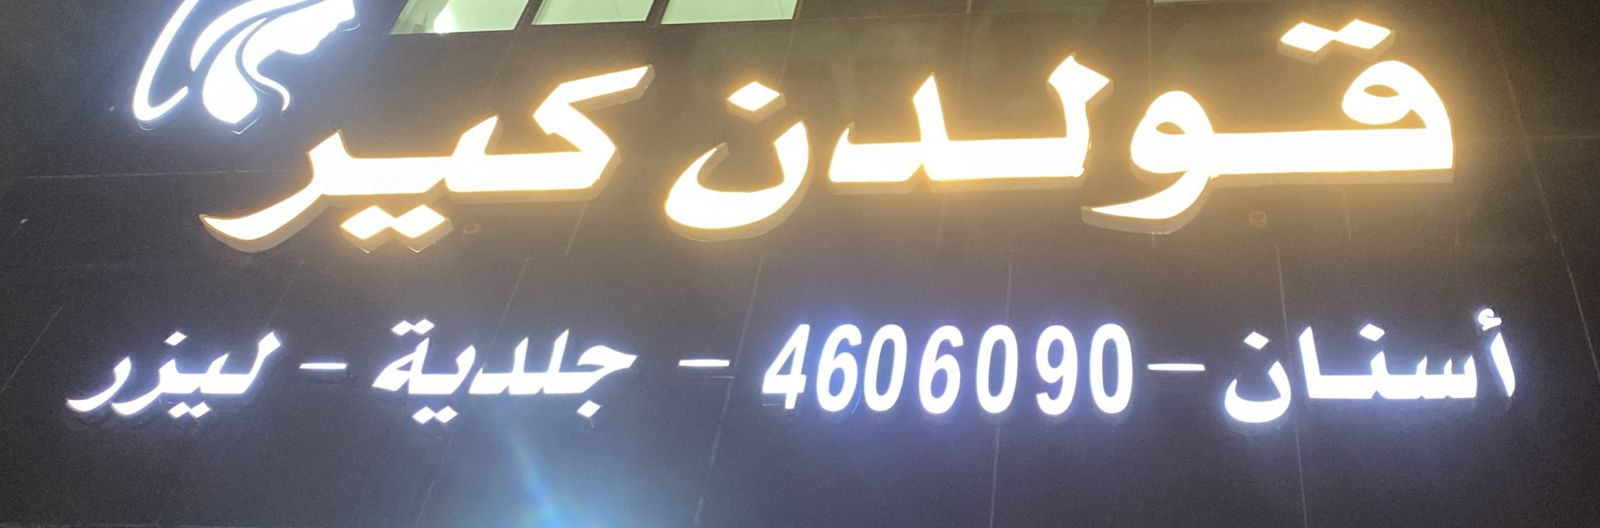 قولدن كير
أسنان - 4606090 - جلدية - ليزر